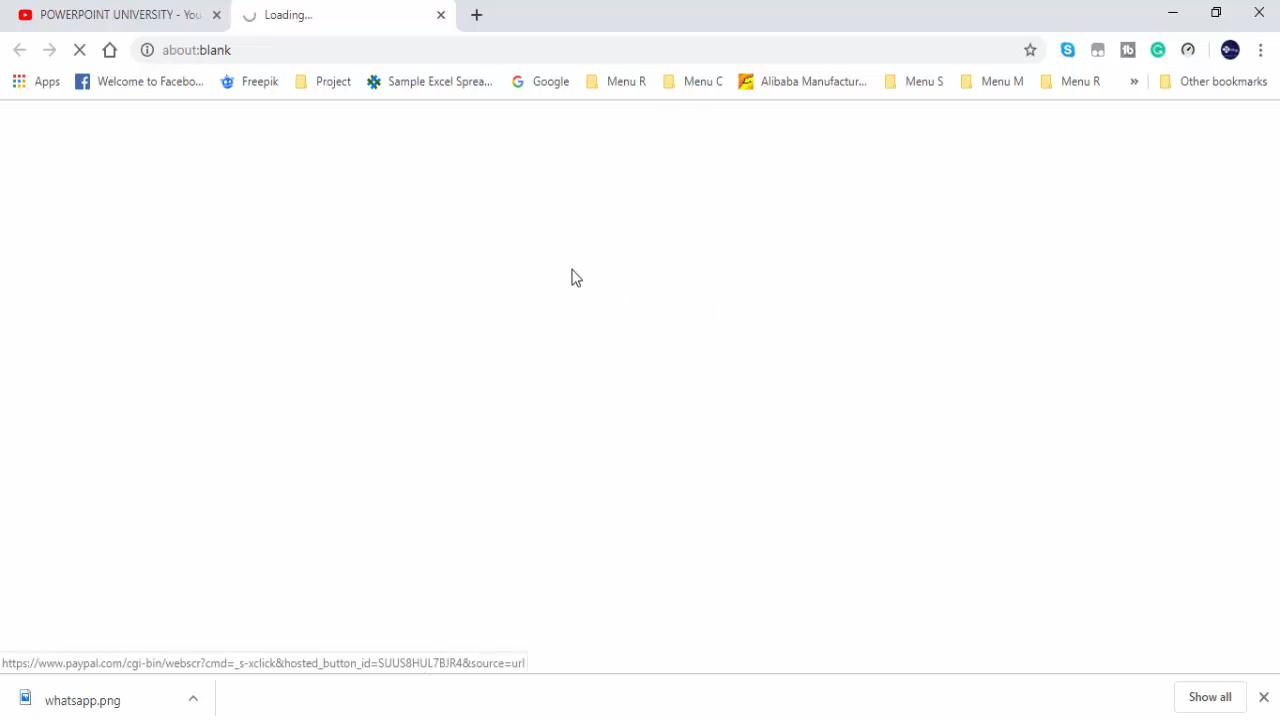 POWERPOINT UNIVERSITY - You
Loading...
about:blank
Apps
Welcome to Facebo...
Freepik
Project
Sample Excel Sprea...
Google
Menu R
Menu C
Alibaba Manufactur...
Menu S
Menu M
Menu R
»
Other bookmarks
https://www.paypal.com/cgi-bin/webscr?cmd=_s-xclick&hosted_button_id=SUUS8HUL7BJR4&source=url
whatsapp.png
Show all